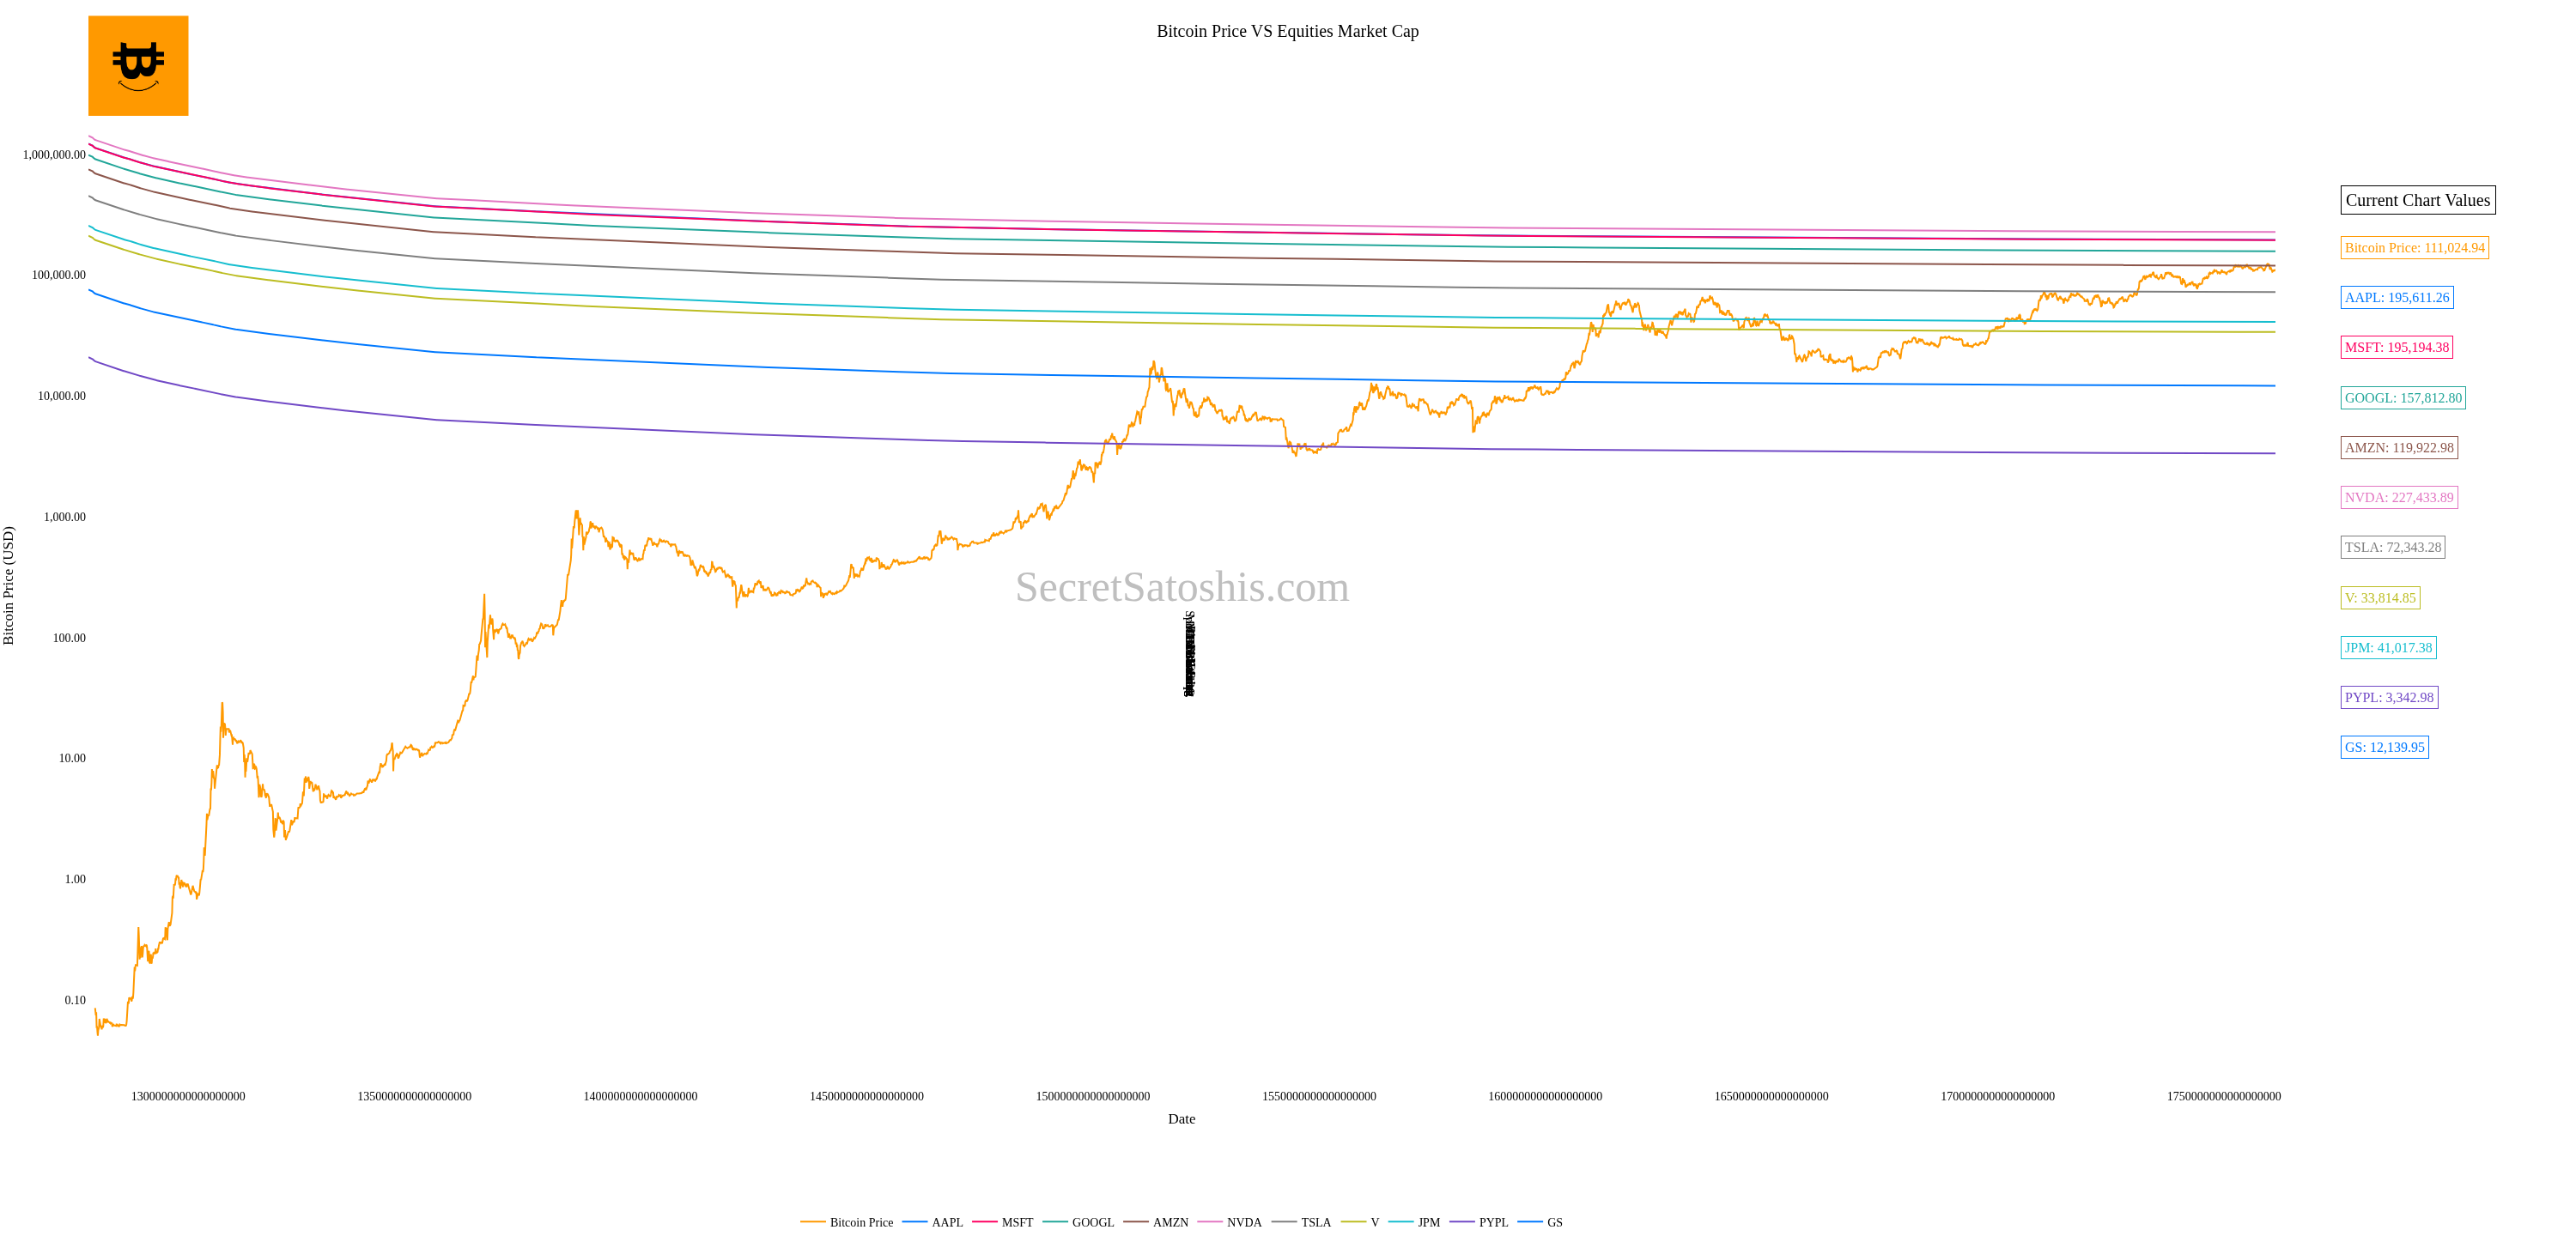 Bitcoin Price VS Equities Market Cap
1,000,000.00
100,000.00
10,000.00
1,000.00
100.00
10.00
1.00
0.10
Bitcoin Price (USD)
SecretSatoshis.com
1300000000000000000
1350000000000000000
1400000000000000000
1450000000000000000
1500000000000000000
1550000000000000000
1600000000000000000
1650000000000000000
1700000000000000000
1750000000000000000
Date
Current Chart Values
Bitcoin Price: 111,024.94
AAPL: 195,611.26
MSFT: 195,194.38
GOOGL: 157,812.80
AMZN: 119,922.98
NVDA: 227,433.89
TSLA: 72,343.28
V: 33,814.85
JPM: 41,017.38
PYPL: 3,342.98
GS: 12,139.95
Bitcoin Price AAPL MSFT GOOGL AMZN NVDA TSLA V JPM PYPL GS